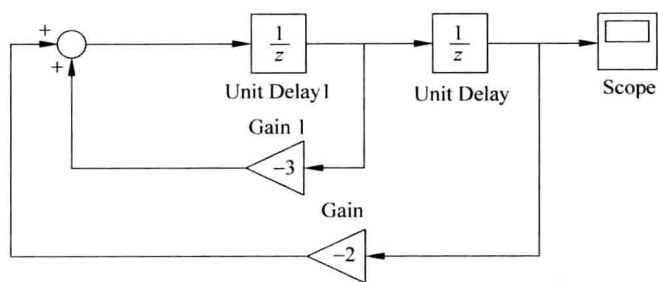 +
+
1
z
1
z
Unit Delay1
Unit Delay
Scope
Gain 1
−3
Gain
−2